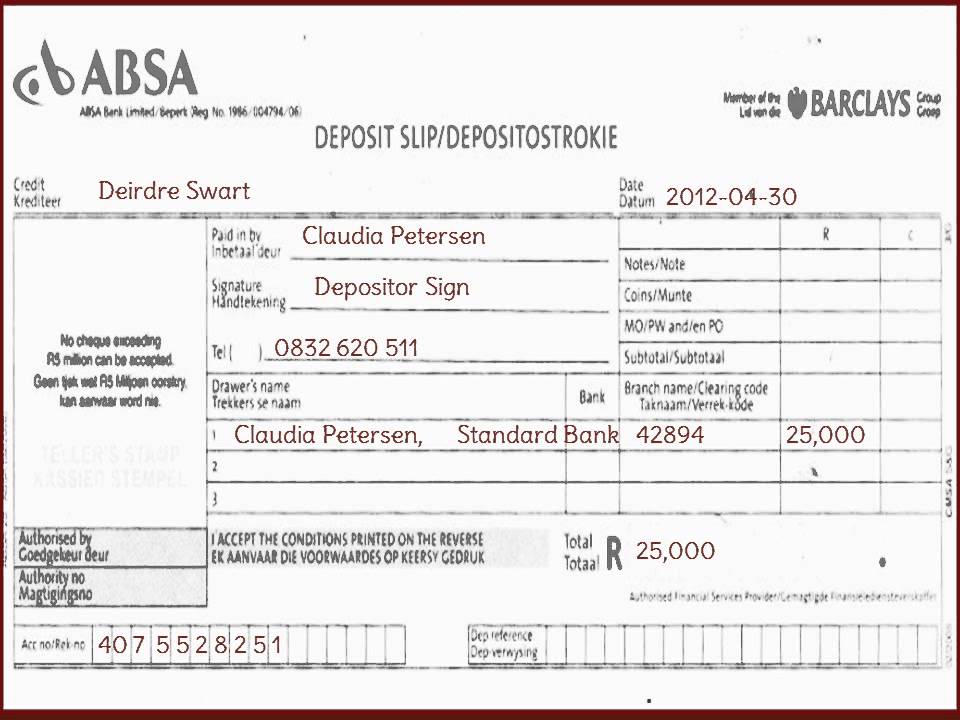 ABSA
ABSA Bank Limited/Beperk (Reg No. 1986/004794/06)
Member of the
Lid van die
BARCLAYS
Group
Groep
DEPOSIT SLIP/DEPOSITOSTROKIE
Credit
Krediteer
Deirdre Swart
Date
Datum
2012-04-30
Paid in by
Inbetaal deur
Claudia Petersen
R
C
Notes/Note
Signature
Handtekening
Depositor Sign
Coins/Munte
MO/PW and/en PO
Tel ( ) 0832 620 511
Subtotal/Subtotaal
No cheque exceeding
R5 million can be accepted.
Geen tjek wat R5 Miljoen oorskry,
kan aanvaar word nie.
Drawer's name
Trekkers se naam
Bank
Branch name/Clearing code
Taknaam/Verrek-kode
1 Claudia Petersen, Standard Bank 42894 25,000
2
3
TELLER'S STAMP
KASSIER STEMPEL
Authorised by
Goedgekeur deur
I ACCEPT THE CONDITIONS PRINTED ON THE REVERSE
EK AANVAAR DIE VOORWAARDES OP KEERSY GEDRUK
Total
Totaal
R 25,000
Authority no
Magtigingsno
Authorised Financial Services Provider/Gemagtigde Finansiëlediensteverskaffer
Acc no/Rek-no 40 7 5 5 2 8 2 5 1
Dep reference
Dep-verwysing